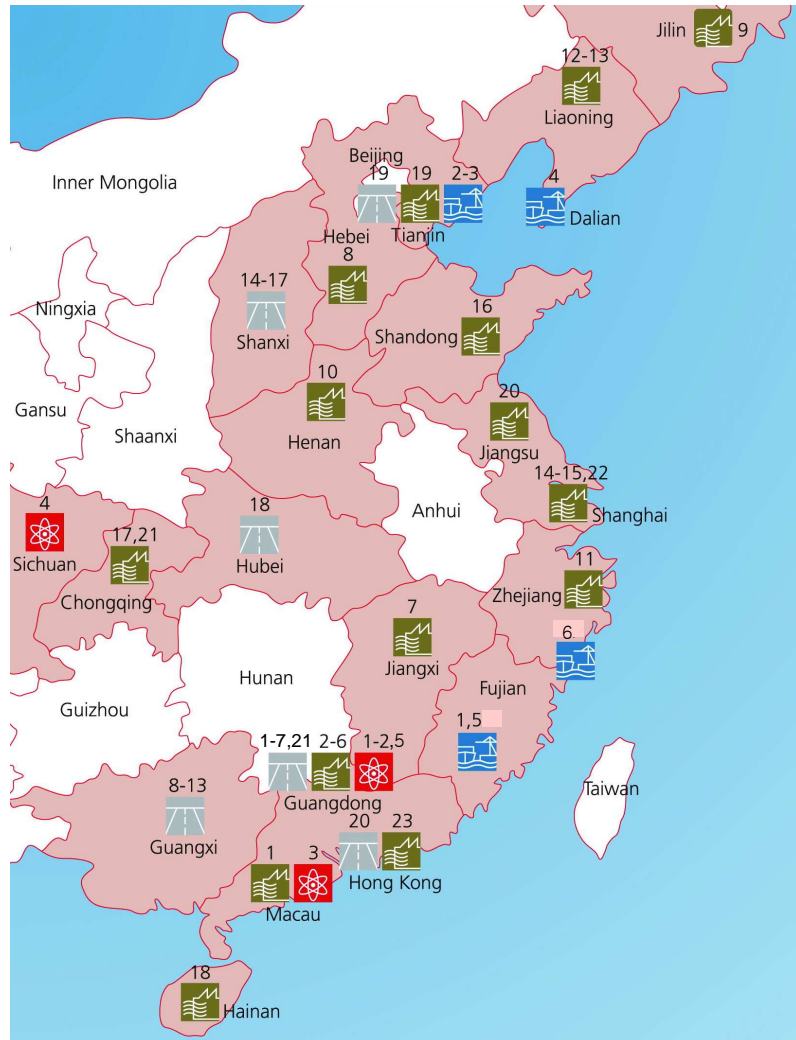 Jilin
9
12-13
Liaoning
Beijing
19
19
2-3
4
Inner Mongolia
Dalian
Hebei
Tianjin
8
14-17
Ningxia
16
Shanxi
Shandong
10
20
Gansu
Shaanxi
Henan
Jiangsu
14-15,22
4
18
Anhui
Shanghai
17,21
Sichuan
Hubei
11
Chongqing
Zhejiang
7
6
Hunan
Jiangxi
Fujian
Guizhou
1,5
1-7,21
2-6
1-2,5
8-13
Taiwan
Guangdong
20
23
Guangxi
1
3
Hong Kong
Macau
18
Hainan